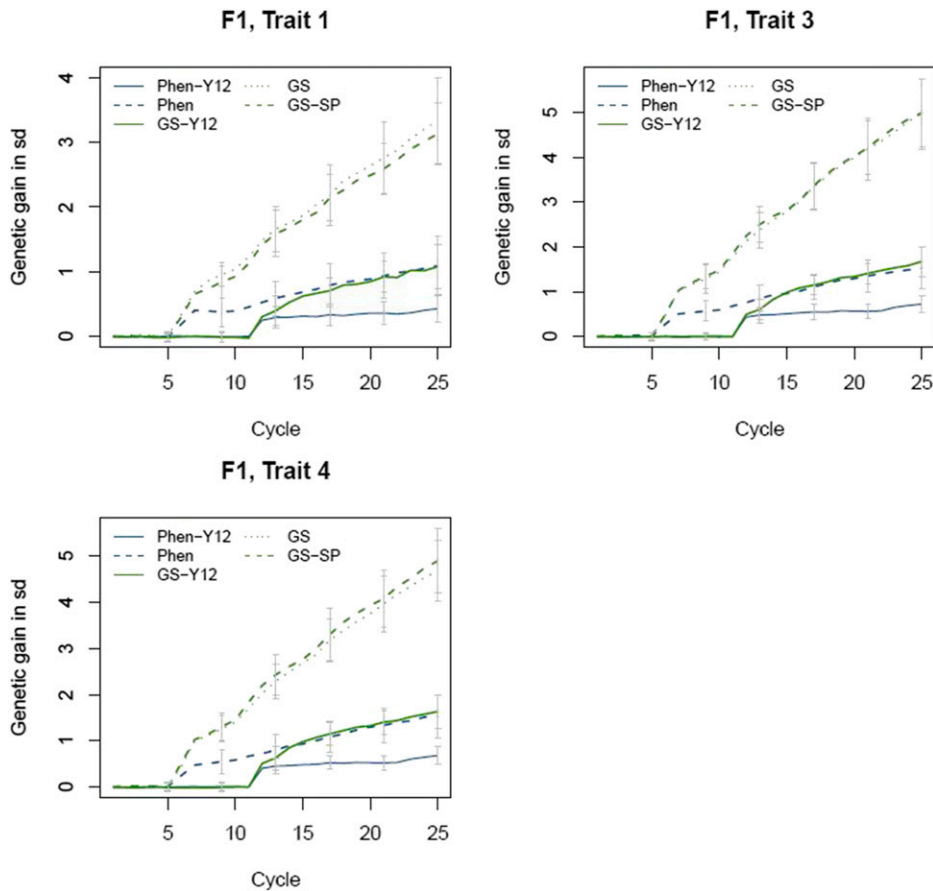 F1, Trait 1
Genetic gain in sd
4
3
2
1
0
Phen−Y12
Phen
GS−Y12
GS
GS−SP
5 10 15 20 25
Cycle
F1, Trait 3
Genetic gain in sd
5
4
3
2
1
0
Phen−Y12
Phen
GS−Y12
GS
GS−SP
5 10 15 20 25
Cycle
F1, Trait 4
Genetic gain in sd
5
4
3
2
1
0
Phen−Y12
Phen
GS−Y12
GS
GS−SP
5 10 15 20 25
Cycle